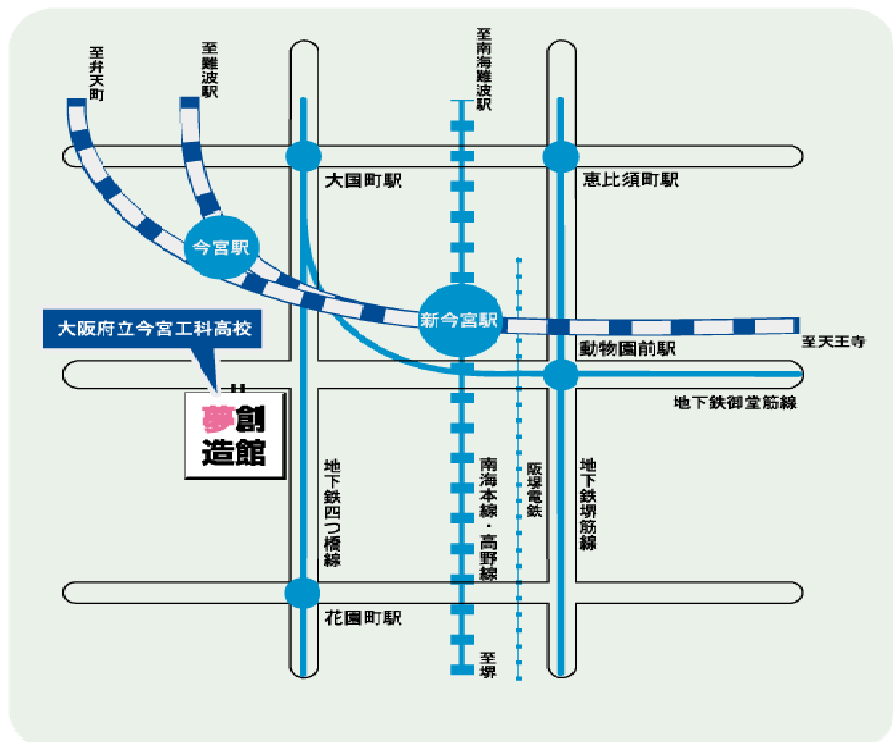 至弁天町
至難波駅
至南海難波駅
大国町駅
恵比須町駅
今宮駅
新今宮駅
大阪府立今宮工科高校
動物園前駅
至天王寺
地下鉄御堂筋線
夢創
造館
地下鉄四つ橋線
南海本線・高野線
阪堺電鉄
地下鉄堺筋線
花園町駅
至堺